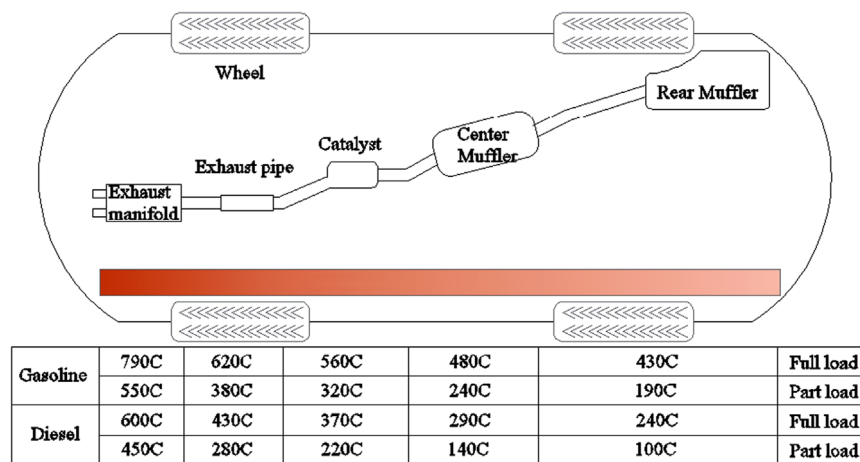 Wheel
Rear Muffler
Center
Muffler
Catalyst
Exhaust pipe
Exhaust
manifold
Gasoline 790C 620C 560C 480C 430C Full load
550C 380C 320C 240C 190C Part load
Diesel 600C 430C 370C 290C 240C Full load
450C 280C 220C 140C 100C Part load